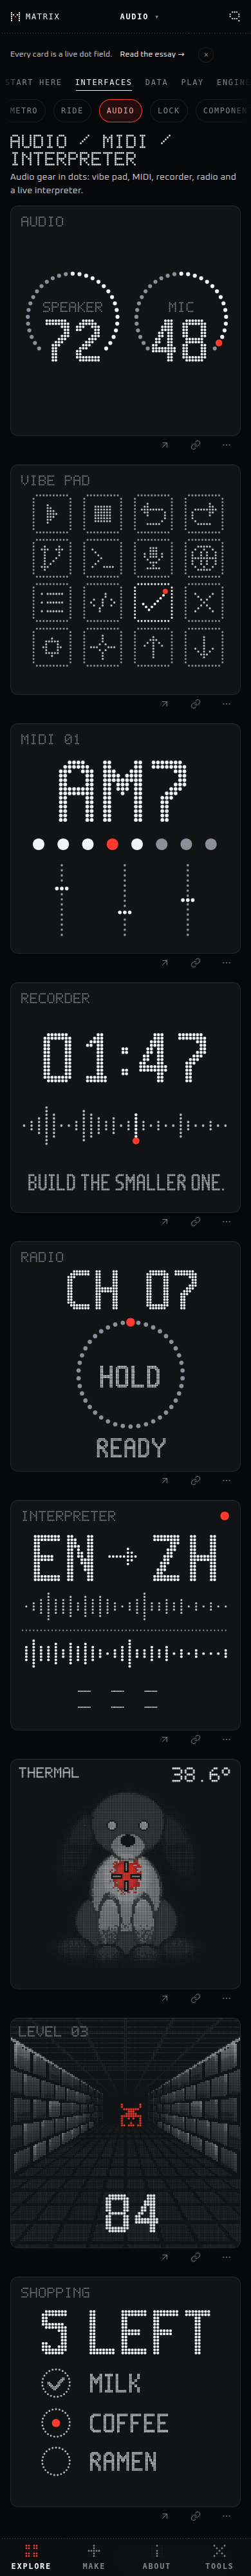 MATRIX
AUDIO
Every card is a live dot field. Read the essay →
START HERE INTERFACES DATA PLAY ENGIN
METRO RIDE AUDIO LOCK COMPONEN
AUDIO / MIDI /
INTERPRETER
Audio gear in dots: vibe pad, MIDI, recorder, radio and
a live interpreter.
AUDIO
SPEAKER MIC
72 48
VIBE PAD
MIDI 01
AM7
RECORDER
01:47
BUILD THE SMALLER ONE.
RADIO
CH 07
HOLD
READY
INTERPRETER
EN → ZH
THERMAL 38.6°
LEVEL 03
84
SHOPPING
5 LEFT
MILK
COFFEE
RAMEN
EXPLORE MAKE ABOUT TOOLS